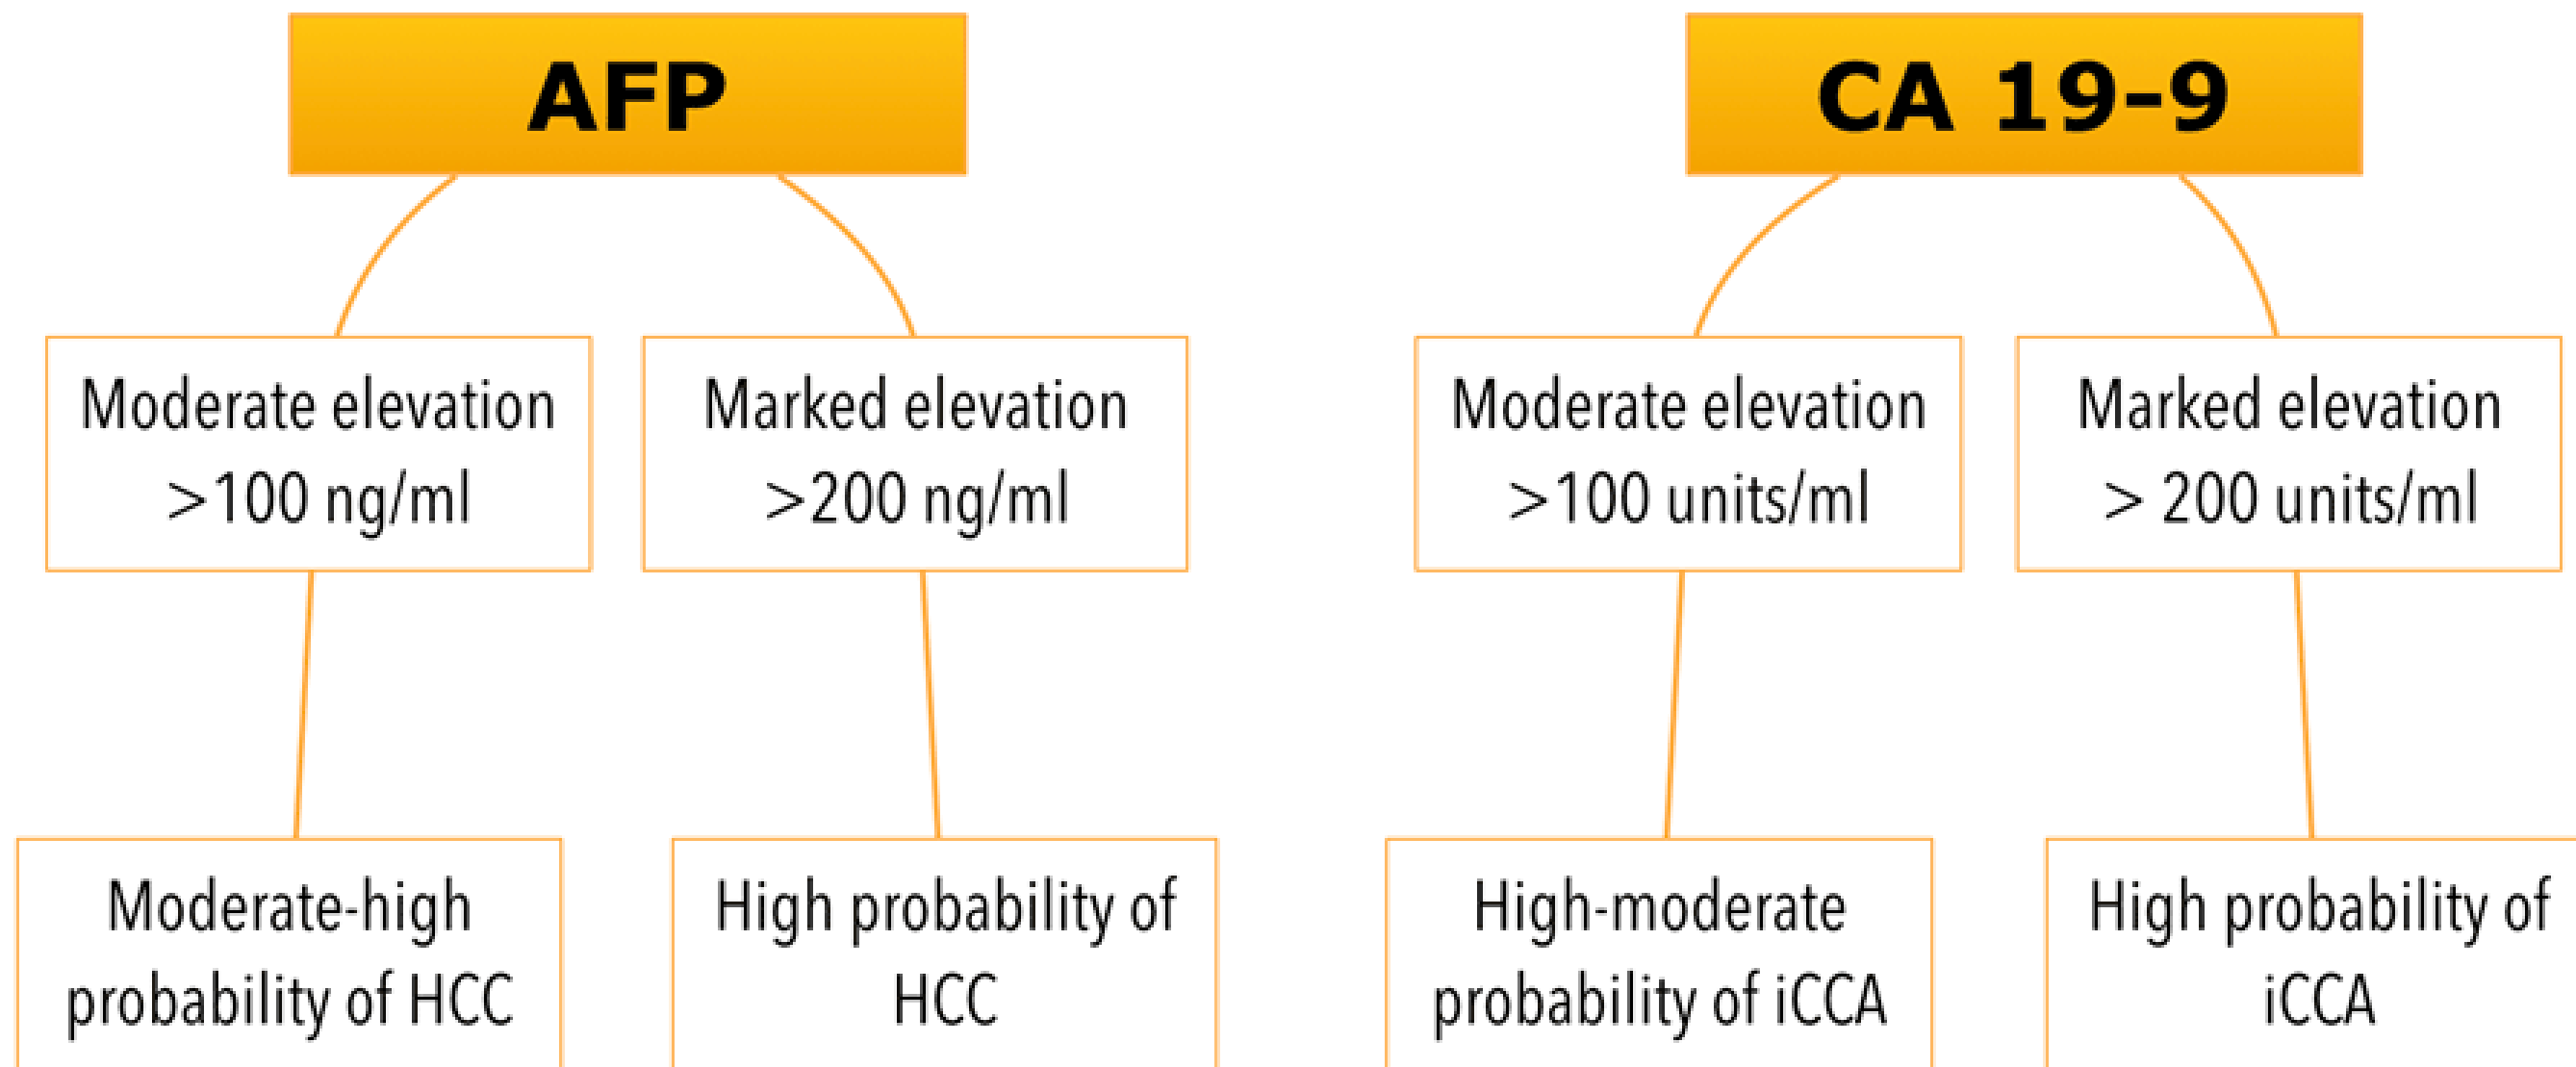 AFP
Moderate elevation
>100 ng/ml
Marked elevation
>200 ng/ml
Moderate-high
probability of HCC
High probability of
HCC
CA 19-9
Moderate elevation
>100 units/ml
Marked elevation
> 200 units/ml
High-moderate
probability of iCCA
High probability of
iCCA